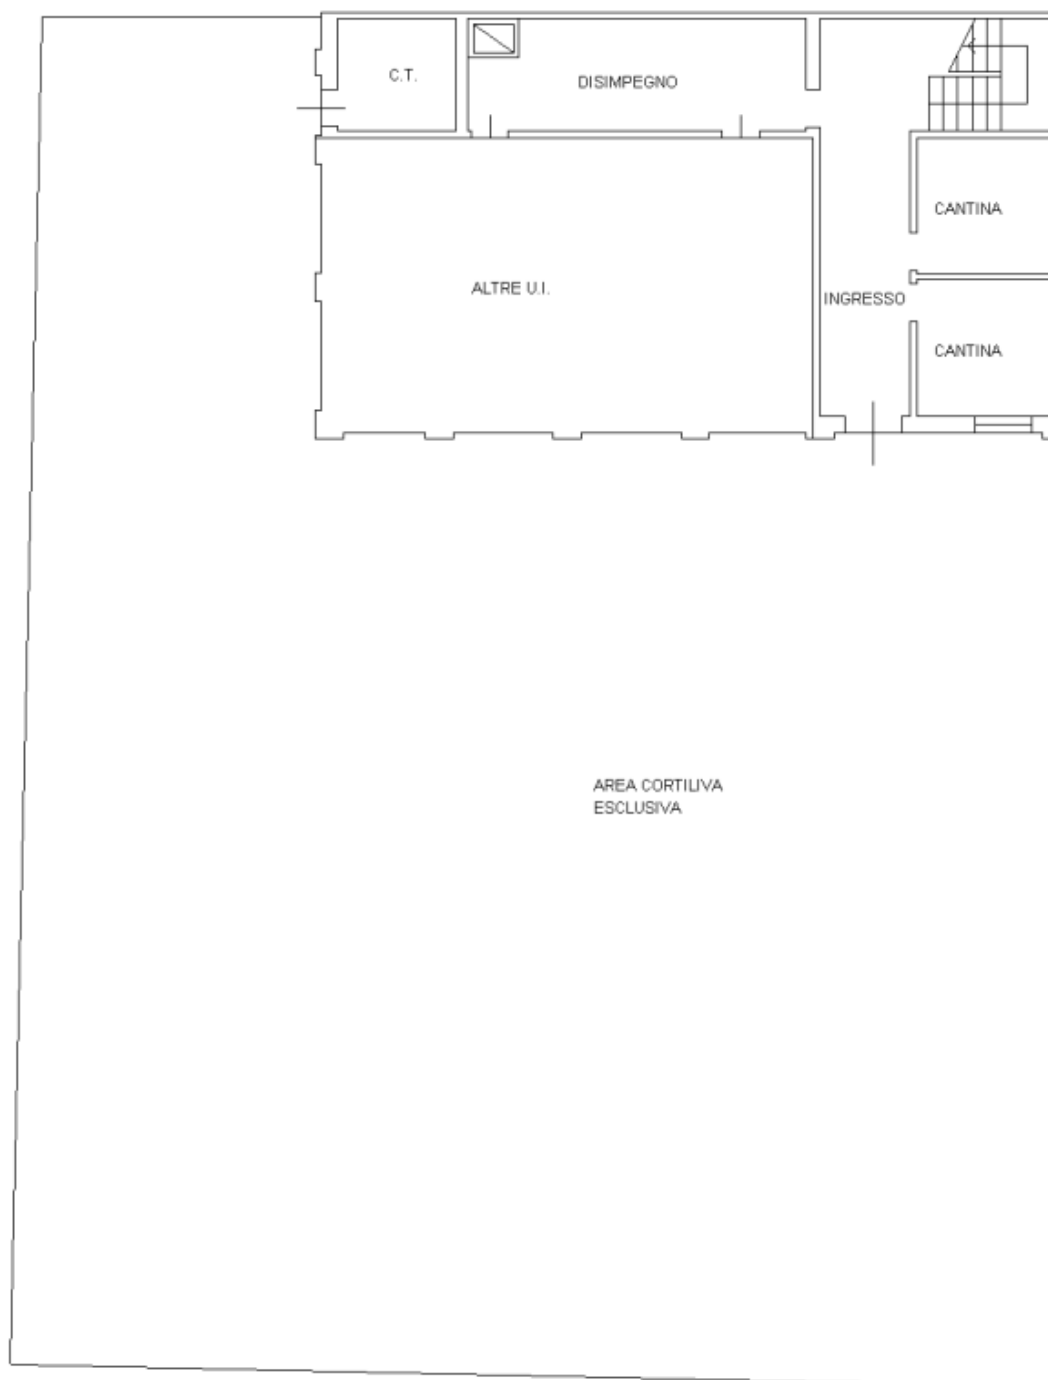 C.T.
DISIMPEGNO
CANTINA
ALTRE U.I.
INGRESSO
CANTINA
AREA CORTILIVA
ESCLUSIVA